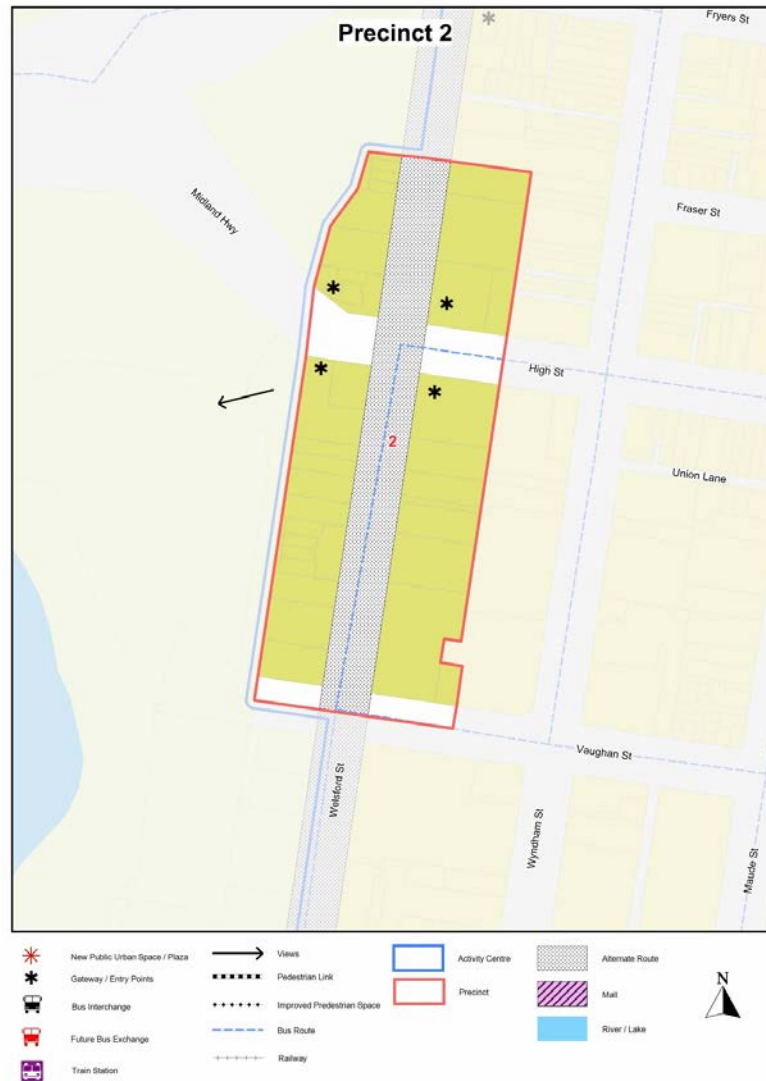 Precinct 2
Fryers St
Midland Hwy
Fraser St
High St
2
Union Lane
Vaughan St
Welsford St
Wyndham St
Maude St
New Public Urban Space / Plaza
Gateway / Entry Points
Bus Interchange
Future Bus Exchange
Train Station
Views
Pedestrian Link
Improved Predestrian Space
Bus Route
Railway
Activity Centre
Precinct
Alternate Route
Mall
River / Lake
N